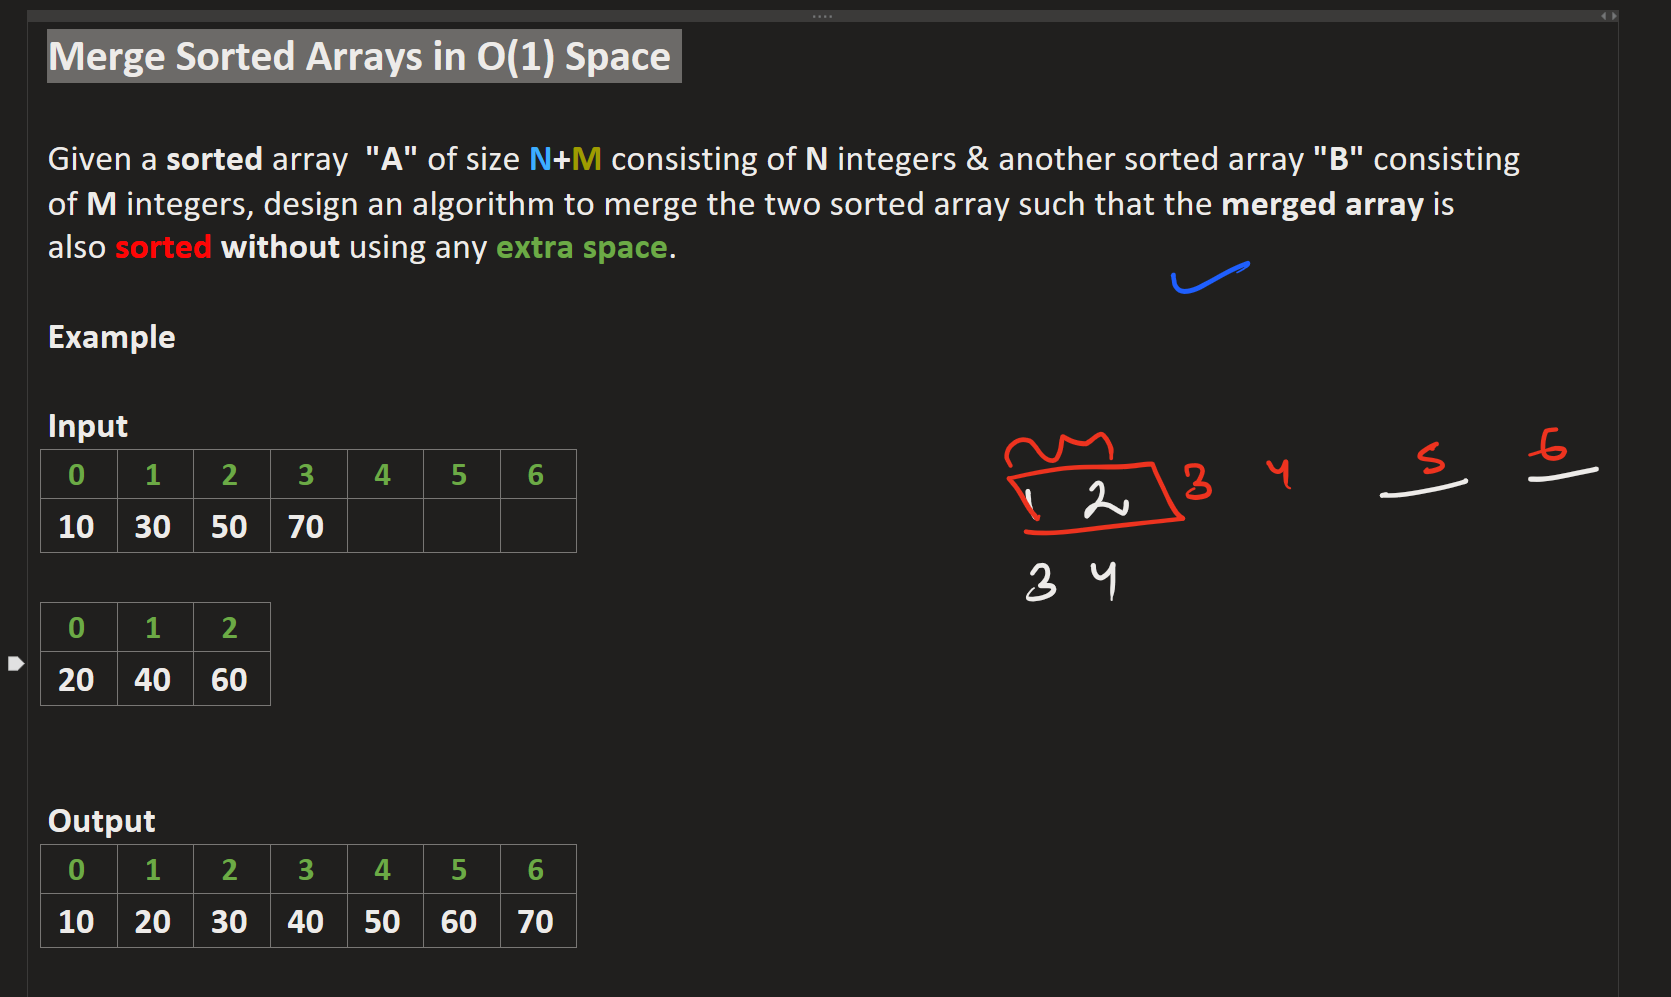 Merge Sorted Arrays in O(1) Space
Given a sorted array "A" of size N+M consisting of N integers & another sorted array "B" consisting
of M integers, design an algorithm to merge the two sorted array such that the merged array is
also sorted without using any extra space.
Example
Input
0 1 2 3 4 5 6
10 30 50 70
1 2 3 4 5 6
3 4
0 1 2
20 40 60
Output
0 1 2 3 4 5 6
10 20 30 40 50 60 70